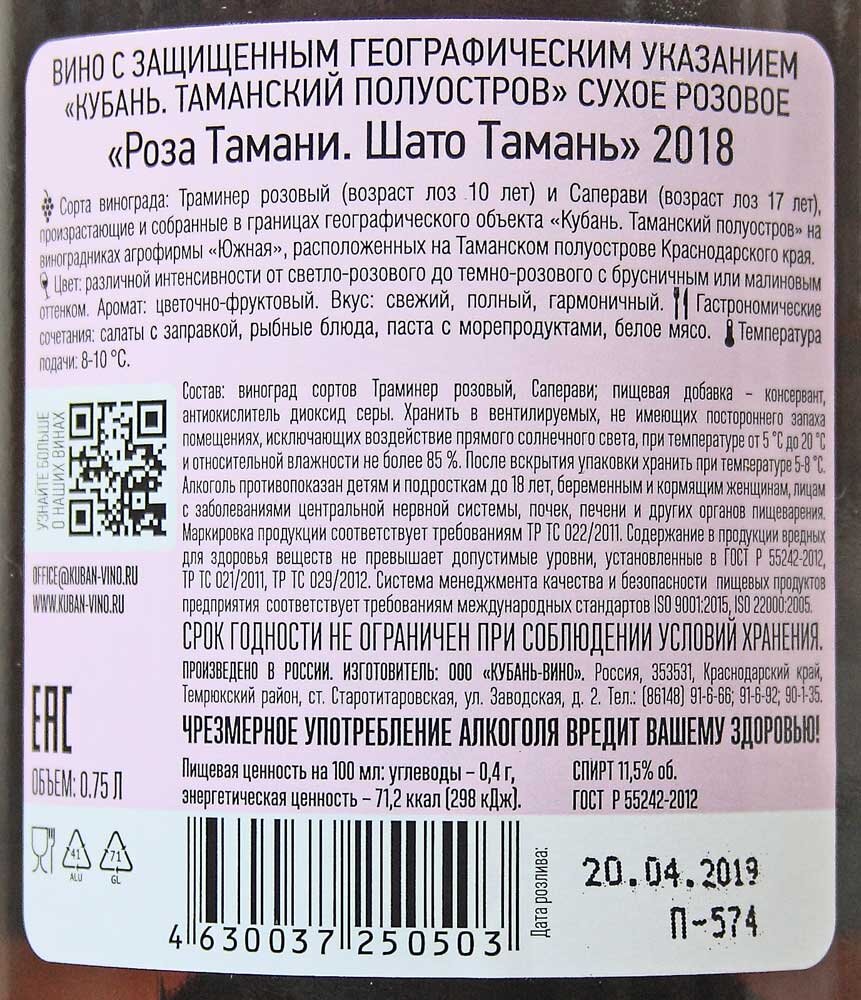 ВИНО С ЗАЩИЩЕННЫМ ГЕОГРАФИЧЕСКИМ УКАЗАНИЕМ
«КУБАНЬ. ТАМАНСКИЙ ПОЛУОСТРОВ» СУХОЕ РОЗОВОЕ
«Роза Тамани. Шато Тамань» 2018
Сорта винограда: Траминер розовый (возраст лоз 10 лет) и Саперави (возраст лоз 17 лет),
произрастающие и собранные в границах географического объекта «Кубань. Таманский полуостров» на
виноградниках агрофирмы «Южная», расположенных на Таманском полуострове Краснодарского края.
Цвет: различной интенсивности от светло-розового до темно-розового с брусничным или малиновым
оттенком. Аромат: цветочно-фруктовый. Вкус: свежий, полный, гармоничный. Гастрономические
сочетания: салаты с заправкой, рыбные блюда, паста с морепродуктами, белое мясо. Температура
подачи: 8-10 °С.
УЗНАЙТЕ БОЛЬШЕ
О НАШИХ ВИНАХ
OFFICE@KUBAN-VINO.RU
WWW.KUBAN-VINO.RU
Состав: виноград сортов Траминер розовый, Саперави; пищевая добавка – консервант,
антиокислитель диоксид серы. Хранить в вентилируемых, не имеющих постороннего запаха
помещениях, исключающих воздействие прямого солнечного света, при температуре от 5 °С до 20 °С
и относительной влажности не более 85 %. После вскрытия упаковки хранить при температуре 5-8 °С.
Алкоголь противопоказан детям и подросткам до 18 лет, беременным и кормящим женщинам, лицам
с заболеваниями центральной нервной системы, почек, печени и других органов пищеварения.
Маркировка продукции соответствует требованиям ТР ТС 022/2011. Содержание в продукции вредных
для здоровья веществ не превышает допустимые уровни, установленные в ГОСТ Р 55242-2012,
ТР ТС 021/2011, ТР ТС 029/2012. Система менеджмента качества и безопасности пищевых продуктов
предприятия соответствует требованиям международных стандартов ISO 9001:2015, ISO 22000:2005.
СРОК ГОДНОСТИ НЕ ОГРАНИЧЕН ПРИ СОБЛЮДЕНИИ УСЛОВИЙ ХРАНЕНИЯ.
ПРОИЗВЕДЕНО В РОССИИ. ИЗГОТОВИТЕЛЬ: ООО «КУБАНЬ-ВИНО». Россия, 353531, Краснодарский край,
Темрюкский район, ст. Старотитаровская, ул. Заводская, д. 2. Тел.: (86148) 91-6-66; 91-6-92; 90-1-35.
ЧРЕЗМЕРНОЕ УПОТРЕБЛЕНИЕ АЛКОГОЛЯ ВРЕДИТ ВАШЕМУ ЗДОРОВЬЮ!
EAC
ОБЪЕМ: 0.75 Л
Пищевая ценность на 100 мл: углеводы – 0,4 г,
энергетическая ценность – 71,2 ккал (298 кДж).
СПИРТ 11,5% об.
ГОСТ Р 55242-2012
41
ALU
71
GL
4 630037 250503
Дата розлива:
20.04.2019
П-574